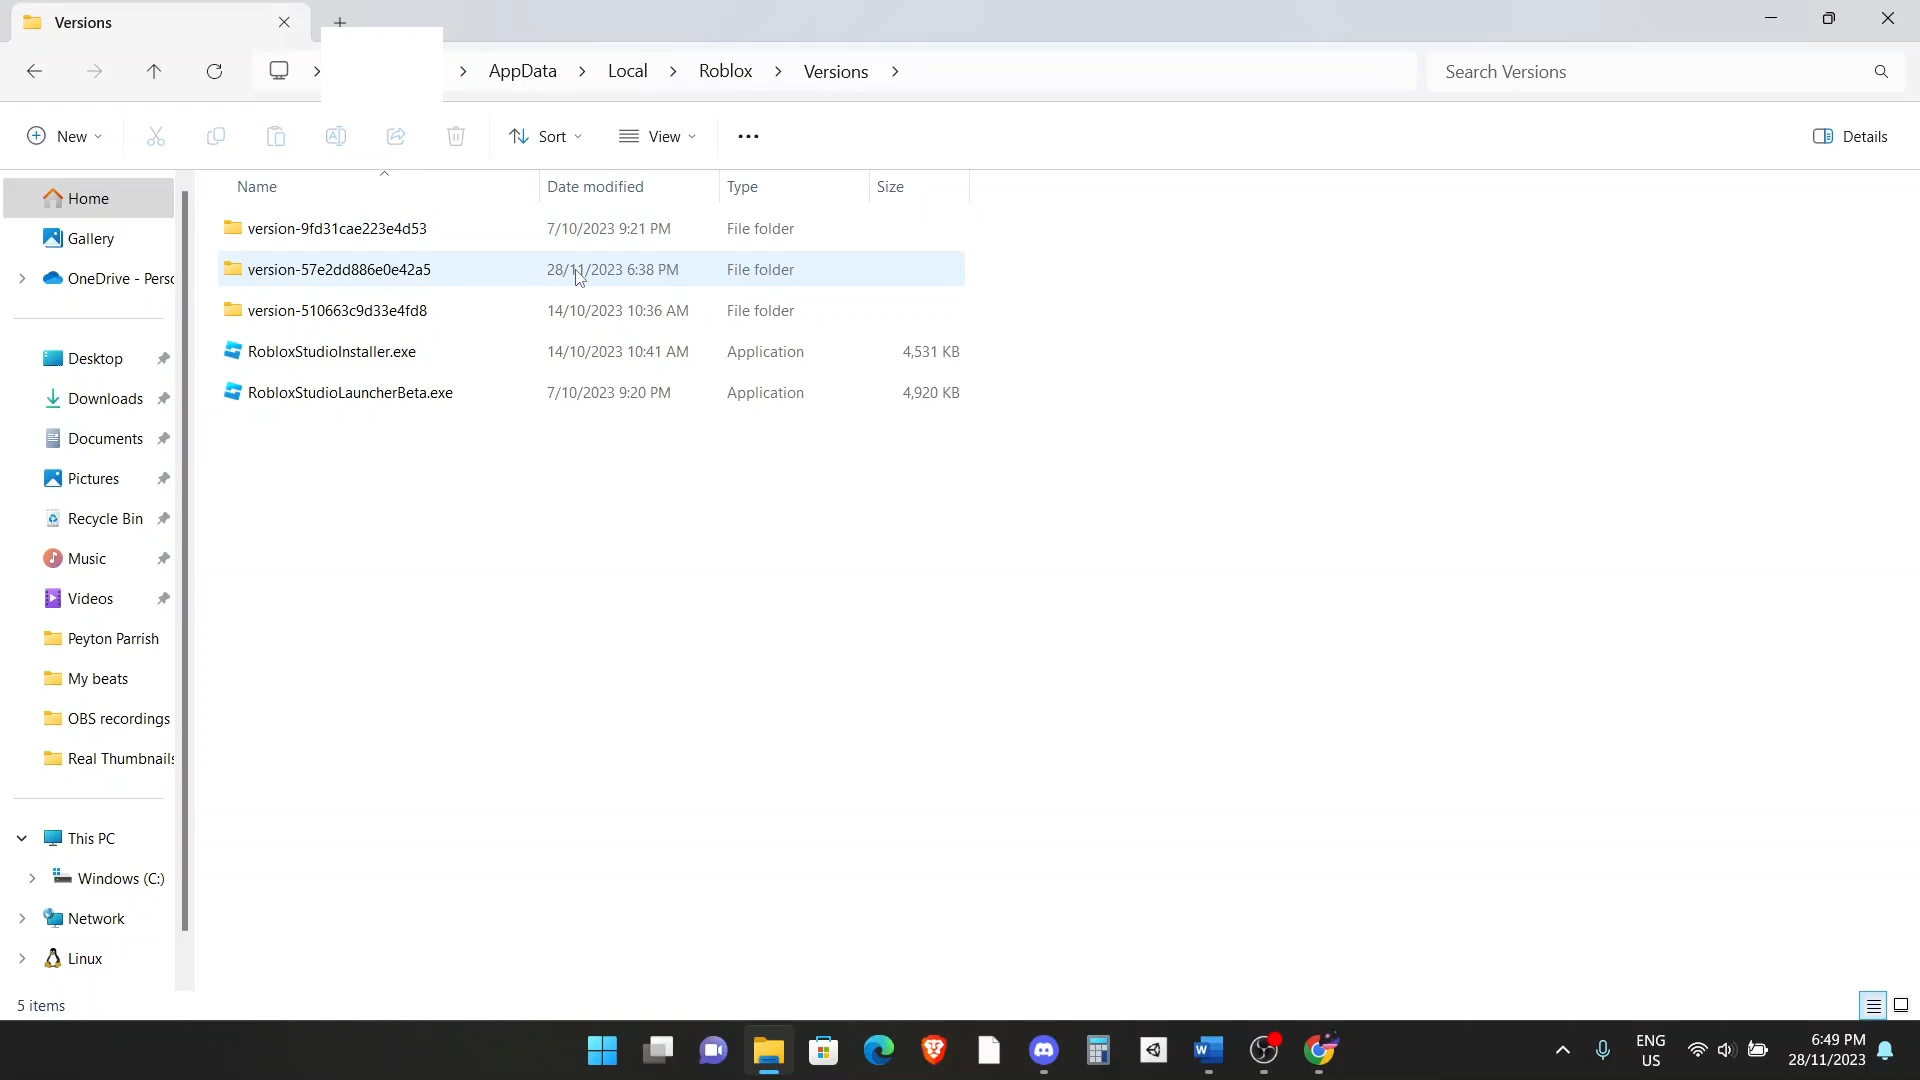 Versions
AppData > Local > Roblox > Versions >
Search Versions
New
Sort
View
Details
Name Date modified Type Size
version-9fd31cae223e4d53 7/10/2023 9:21 PM File folder
version-57e2dd886e0e42a5 28/11/2023 6:38 PM File folder
version-510663c9d33e4fd8 14/10/2023 10:36 AM File folder
RobloxStudioInstaller.exe 14/10/2023 10:41 AM Application 4,531 KB
RobloxStudioLauncherBeta.exe 7/10/2023 9:20 PM Application 4,920 KB
Home
Gallery
OneDrive - Perso
Desktop
Downloads
Documents
Pictures
Recycle Bin
Music
Videos
Peyton Parrish
My beats
OBS recordings
Real Thumbnails
This PC
Windows (C:)
Network
Linux
5 items
ENG
US
6:49 PM
28/11/2023